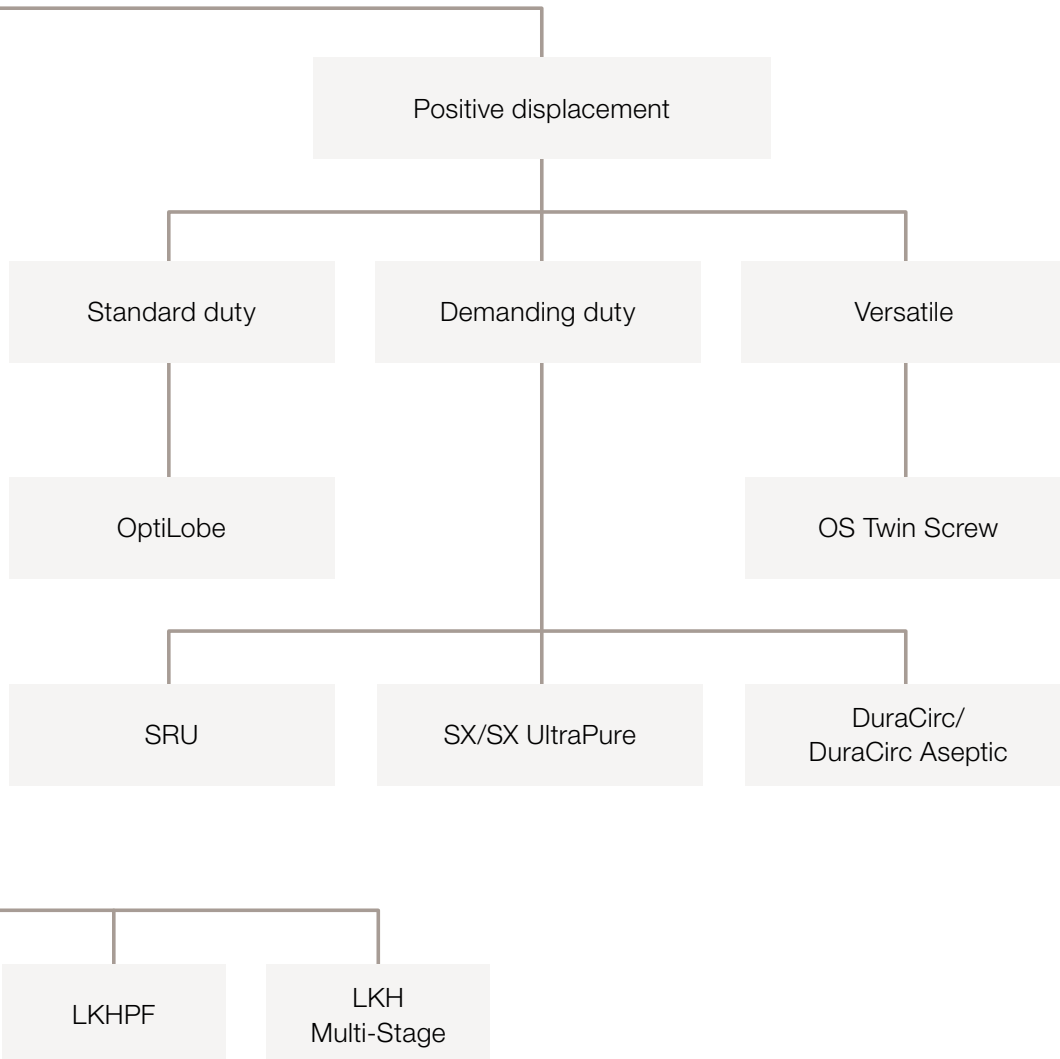 Positive displacement
Standard duty
Demanding duty
Versatile
OptiLobe
OS Twin Screw
SRU
SX/SX UltraPure
DuraCirc/
DuraCirc Aseptic
LKHPF
LKH
Multi-Stage